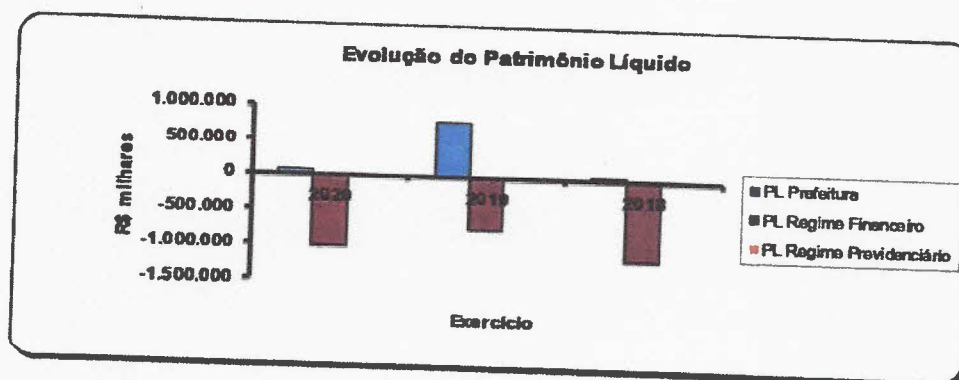 Evolução do Patrimônio Líquido
1.000.000
500.000
0
-500.000
-1.000.000
-1.500.000
R$ milhares
2020
2019
2018
Exercício
PL Prefeitura
PL Regime Financeiro
PL Regime Previdenciário